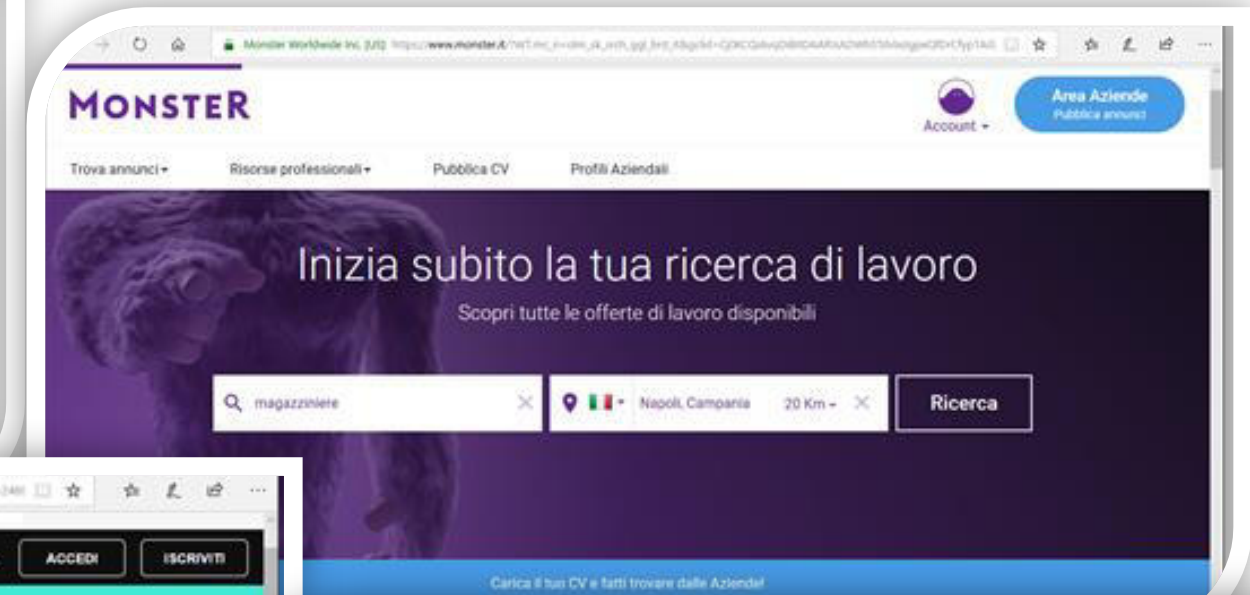 Monster Worldwide Inc. [US] https://www.monster.it/
MONSTER
Account
Area Aziende
Pubblica annunci
Trova annunci Risorse professionali Pubblica CV Profili Aziendali
Inizia subito la tua ricerca di lavoro
Scopri tutte le offerte di lavoro disponibili
magazziniere Napoli, Campania 20 Km Ricerca
Carica il tuo CV e fatti trovare dalle Aziende!
ACCEDI ISCRIVITI